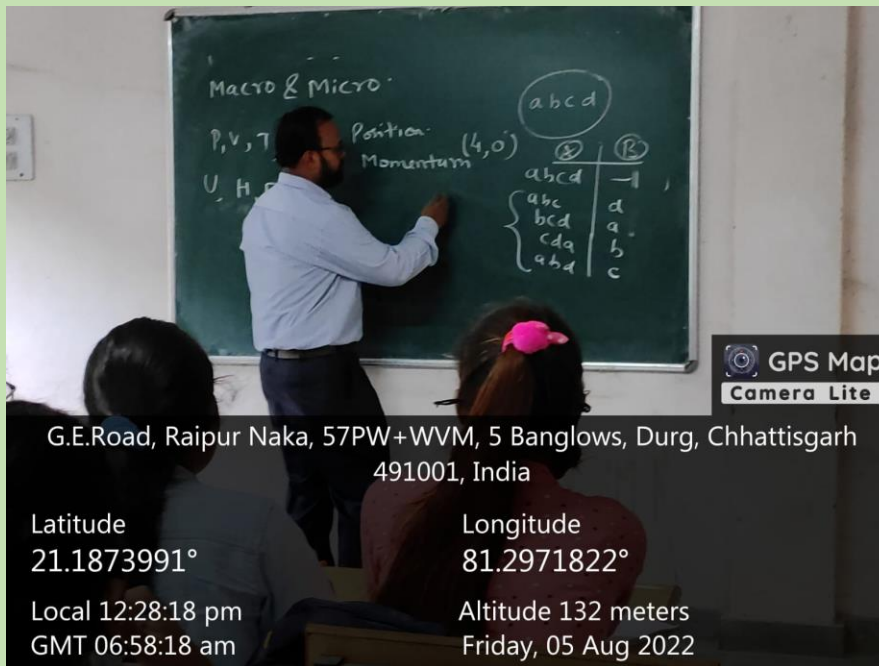 Macro & Micro
P, V, T
U, H
Position
Momentum
(4,0)
abcd
A B
abcd –
abc d
bcd a
cda b
abd c
GPS Map
Camera Lite
G.E.Road, Raipur Naka, 57PW+WVM, 5 Banglows, Durg, Chhattisgarh
491001, India
Latitude
21.1873991°
Longitude
81.2971822°
Local 12:28:18 pm
GMT 06:58:18 am
Altitude 132 meters
Friday, 05 Aug 2022